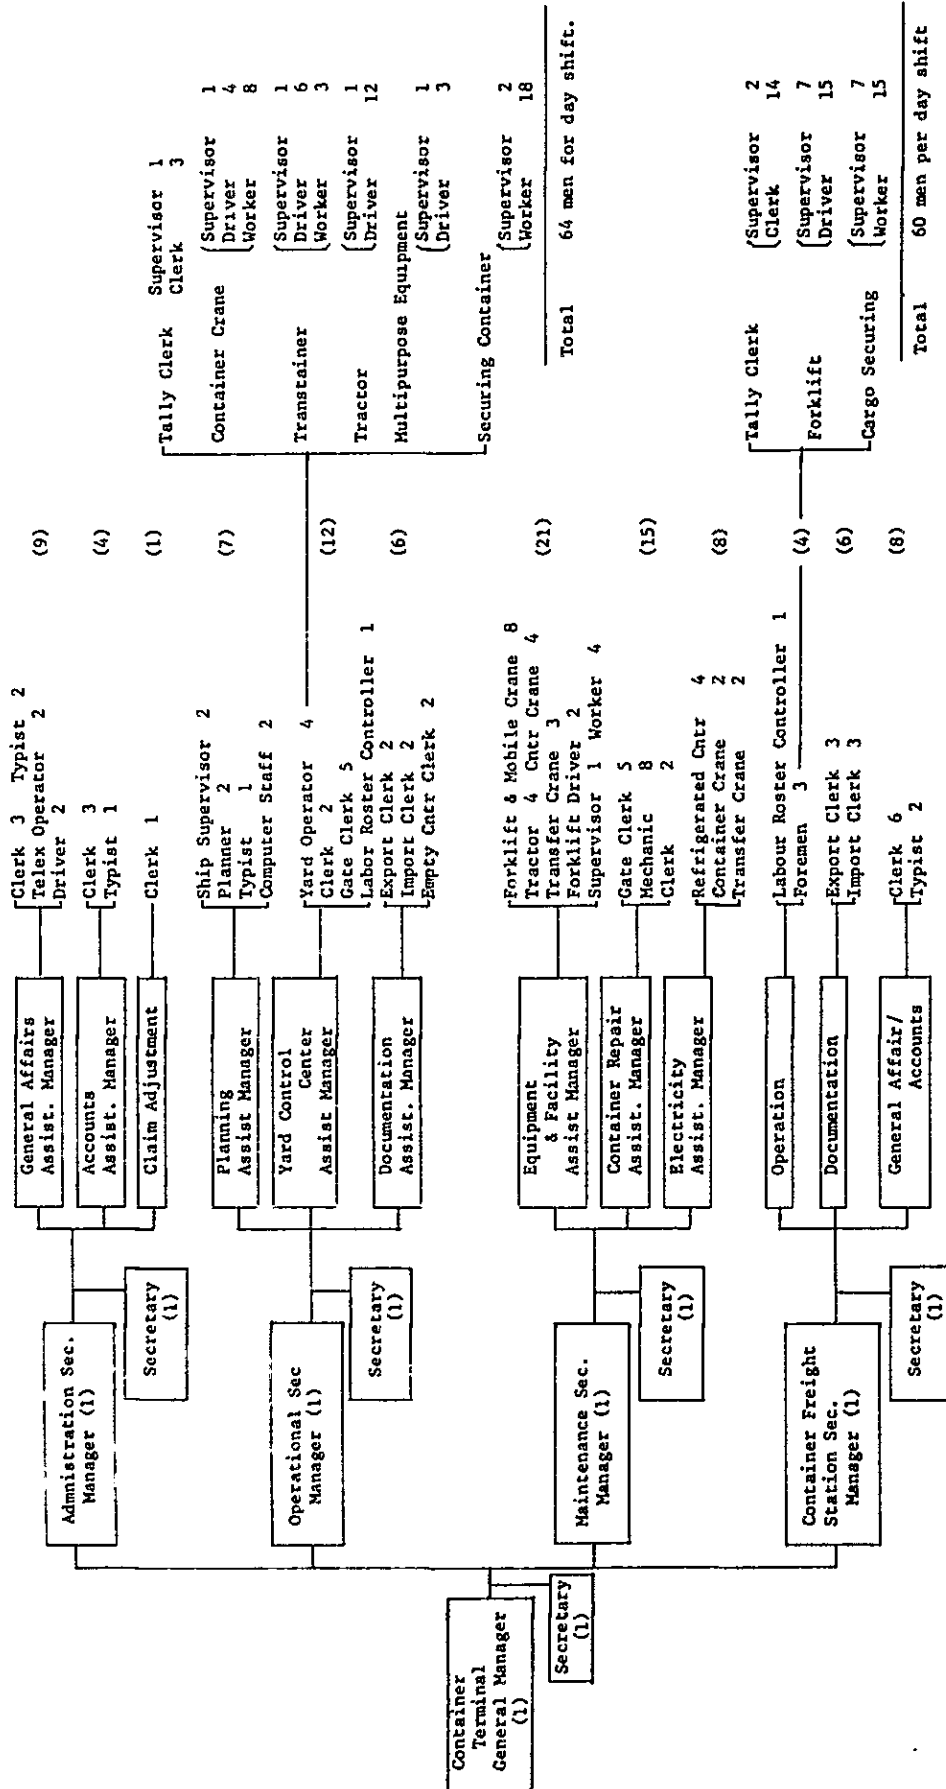 Container
Terminal
General Manager
(1)
Secretary
(1)
Admnistration Sec.
Manager (1)
Secretary
(1)
General Affairs
Assist. Manager
Clerk 3 Typist 2
Telex Operator 2
Driver 2
(9)
Accounts
Assist. Manager
Clerk 3
Typist 1
(4)
Claim Adjustment
Clerk 1
(1)
Operational Sec
Manager (1)
Secretary
(1)
Planning
Assist Manager
Ship Supervisor 2
Planner 2
Typist 1
Computer Staff 2
(7)
Yard Control
Center
Assist Manager
Yard Operator 4
Clerk 2
Gate Clerk 5
Labor Roster Controller 1
(12)
Documentation
Assist. Manager
Export Clerk 2
Import Clerk 2
Empty Cntr Clerk 2
(6)
Tally Clerk Supervisor 1
Clerk 3
Container Crane Supervisor 1
Driver 4
Worker 8
Transtainer Supervisor 1
Driver 6
Worker 3
Tractor Supervisor 1
Driver 12
Multipurpose Equipment
Supervisor 1
Driver 3
Securing Container Supervisor 2
Worker 18
Total 64 men for day shift.
Maintenance Sec.
Manager (1)
Secretary
(1)
Equipment
& Facility
Assist Manager
Forklift & Mobile Crane 8
Tractor 4 Cntr Crane 4
Transfer Crane 3
Forklift Driver 2
Supervisor 1 Worker 4
(21)
Container Repair
Assist. Manager
Gate Clerk 5
Mechanic 8
Clerk 2
(15)
Electricity
Assist. Manager
Refrigerated Cntr 4
Container Crane 2
Transfer Crane 2
(8)
Container Freight
Station Sec.
Manager (1)
Secretary
(1)
Operation
Labour Roster Controller 1
Foremen 3
(4)
Documentation
Export Clerk 3
Import Clerk 3
(6)
General Affair/
Accounts
Clerk 6
Typist 2
(8)
Tally Clerk Supervisor 2
Clerk 14
Forklift Supervisor 7
Driver 15
Cargo Securing Supervisor 7
Worker 15
Total 60 men per day shift